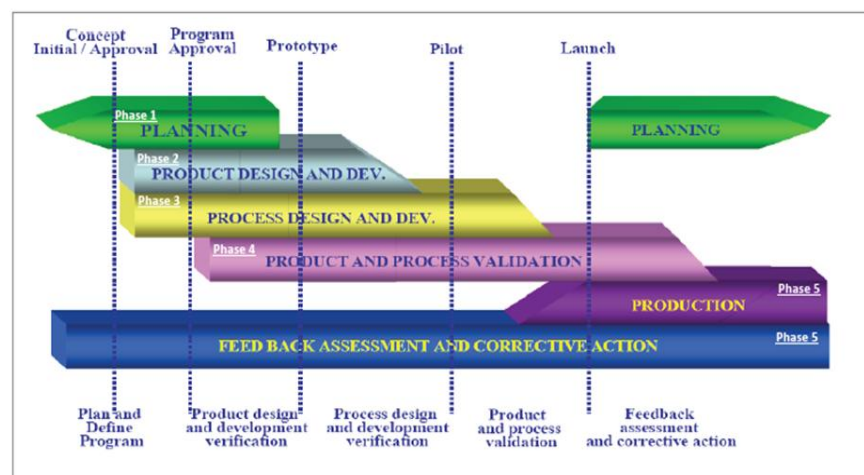 Concept
Initial / Approval
Program
Approval
Prototype
Pilot
Launch
Phase 1
PLANNING
PLANNING
Phase 2
PRODUCT DESIGN AND DEV.
Phase 3
PROCESS DESIGN AND DEV.
Phase 4
PRODUCT AND PROCESS VALIDATION
Phase 5
PRODUCTION
Phase 5
FEED BACK ASSESSMENT AND CORRECTIVE ACTION
Plan and
Define
Program
Product design
and development
verification
Process design
and development
verification
Product
and process
validation
Feedback
assessment
and corrective action